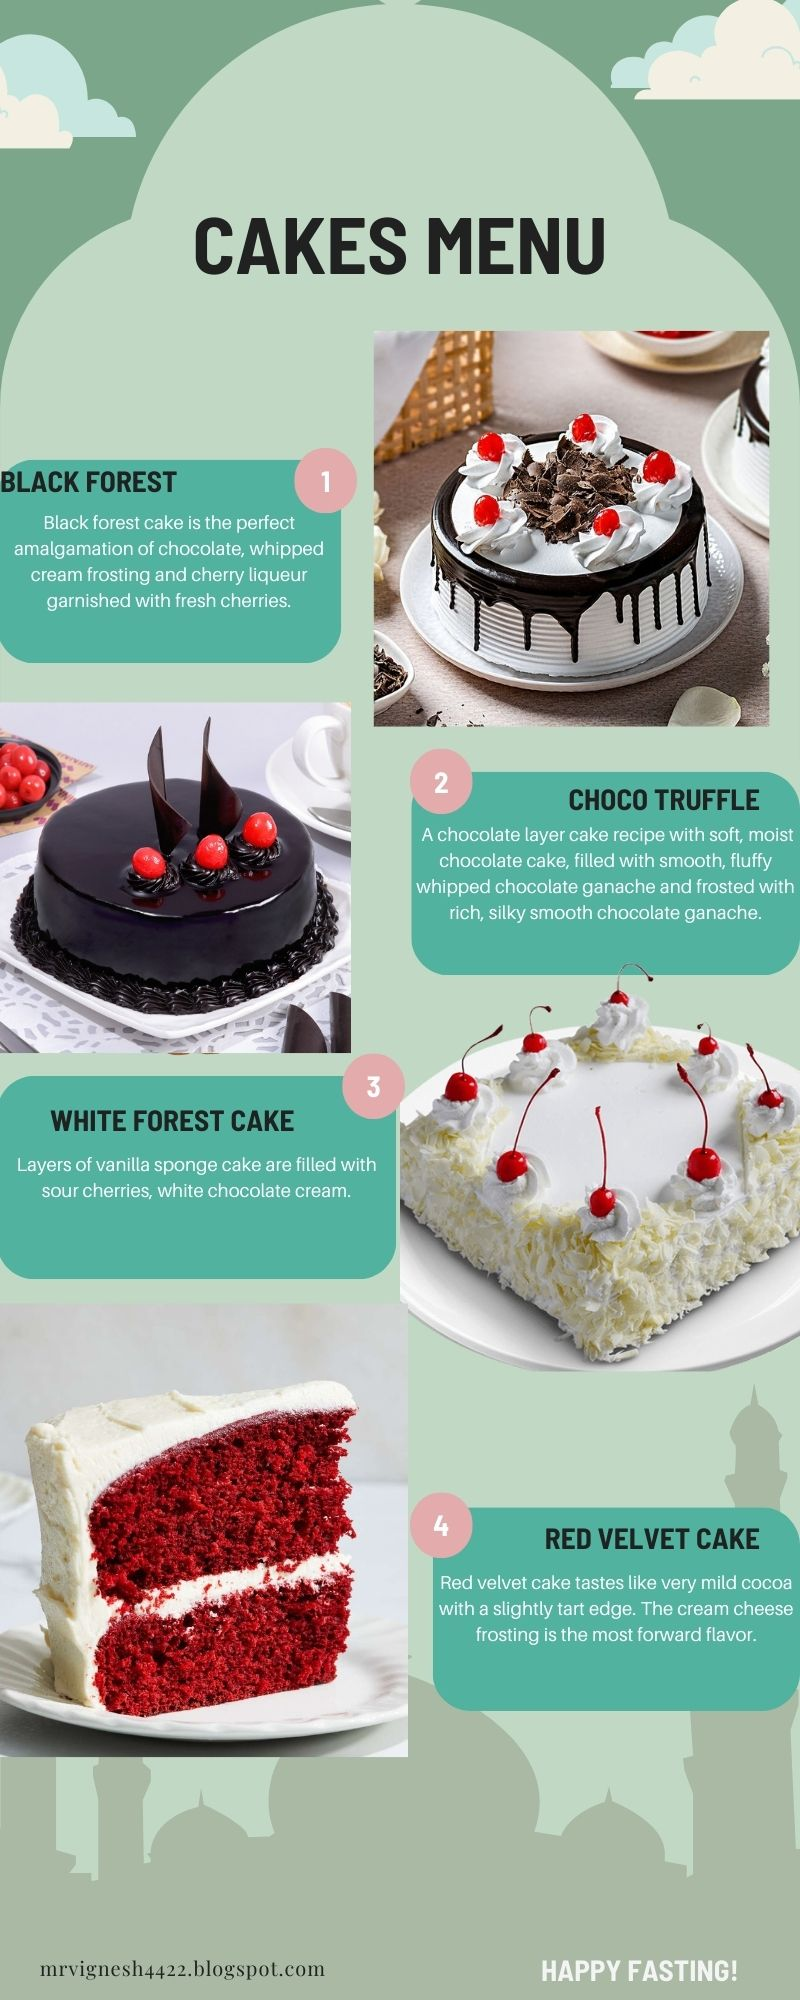 CAKES MENU
BLACK FOREST
1
Black forest cake is the perfect
amalgamation of chocolate, whipped
cream frosting and cherry liqueur
garnished with fresh cherries.
2
CHOCO TRUFFLE
A chocolate layer cake recipe with soft, moist
chocolate cake, filled with smooth, fluffy
whipped chocolate ganache and frosted with
rich, silky smooth chocolate ganache.
3
WHITE FOREST CAKE
Layers of vanilla sponge cake are filled with
sour cherries, white chocolate cream.
4
RED VELVET CAKE
Red velvet cake tastes like very mild cocoa
with a slightly tart edge. The cream cheese
frosting is the most forward flavor.
mrvignesh4422.blogspot.com
HAPPY FASTING!